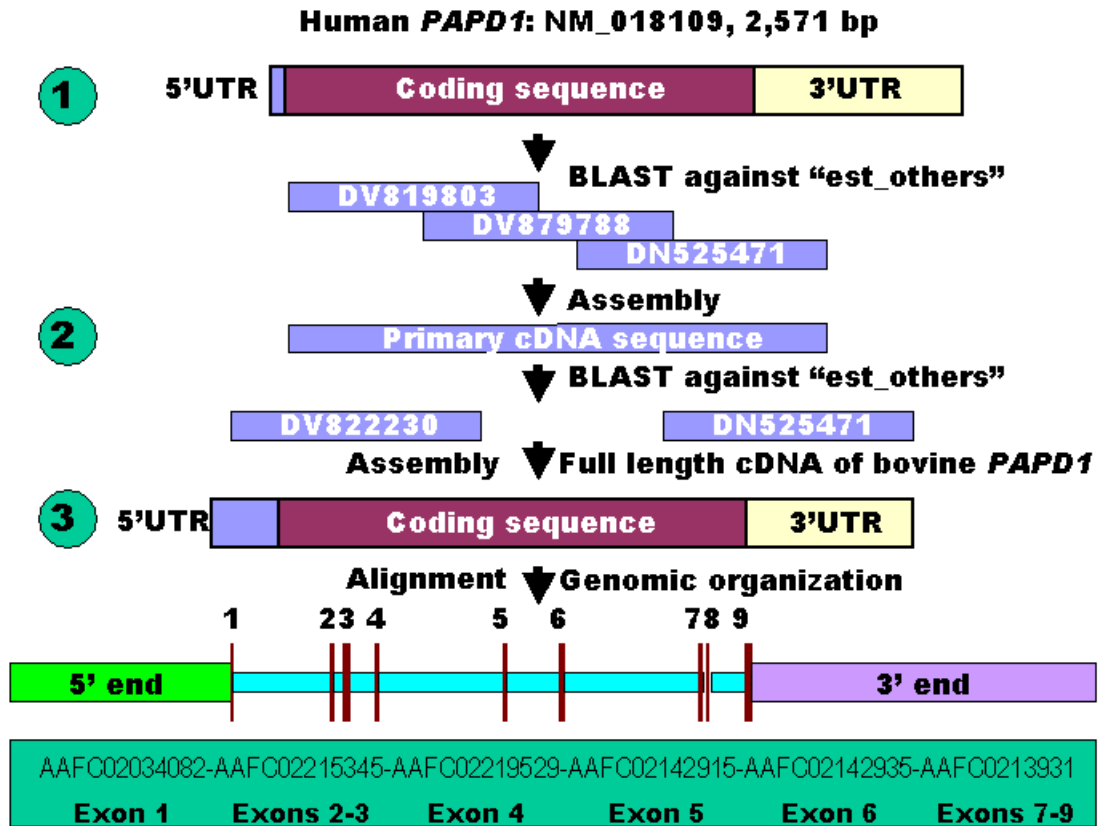 Human PAPD1: NM_018109, 2,571 bp
1
5'UTR Coding sequence 3'UTR
BLAST against “est_others”
DV819803
DV879788
DN525471
Assembly
2
Primary cDNA sequence
BLAST against “est_others”
DV822230 DN525471
Assembly Full length cDNA of bovine PAPD1
3
5'UTR Coding sequence 3'UTR
Alignment Genomic organization
1 2 3 4 5 6 7 8 9
5’ end 3’ end
AAFC02034082-AAFC02215345-AAFC02219529-AAFC02142915-AAFC02142935-AAFC0213931
Exon 1 Exons 2-3 Exon 4 Exon 5 Exon 6 Exons 7-9